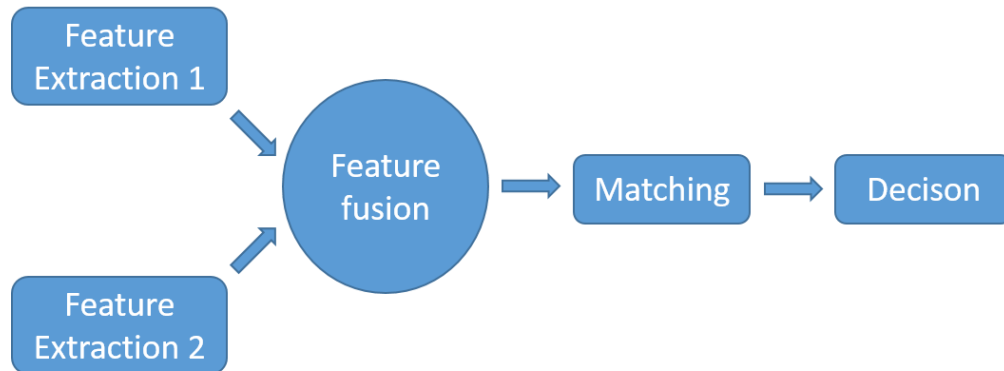 Feature
Extraction 1
Feature
fusion
Matching
Decison
Feature
Extraction 2